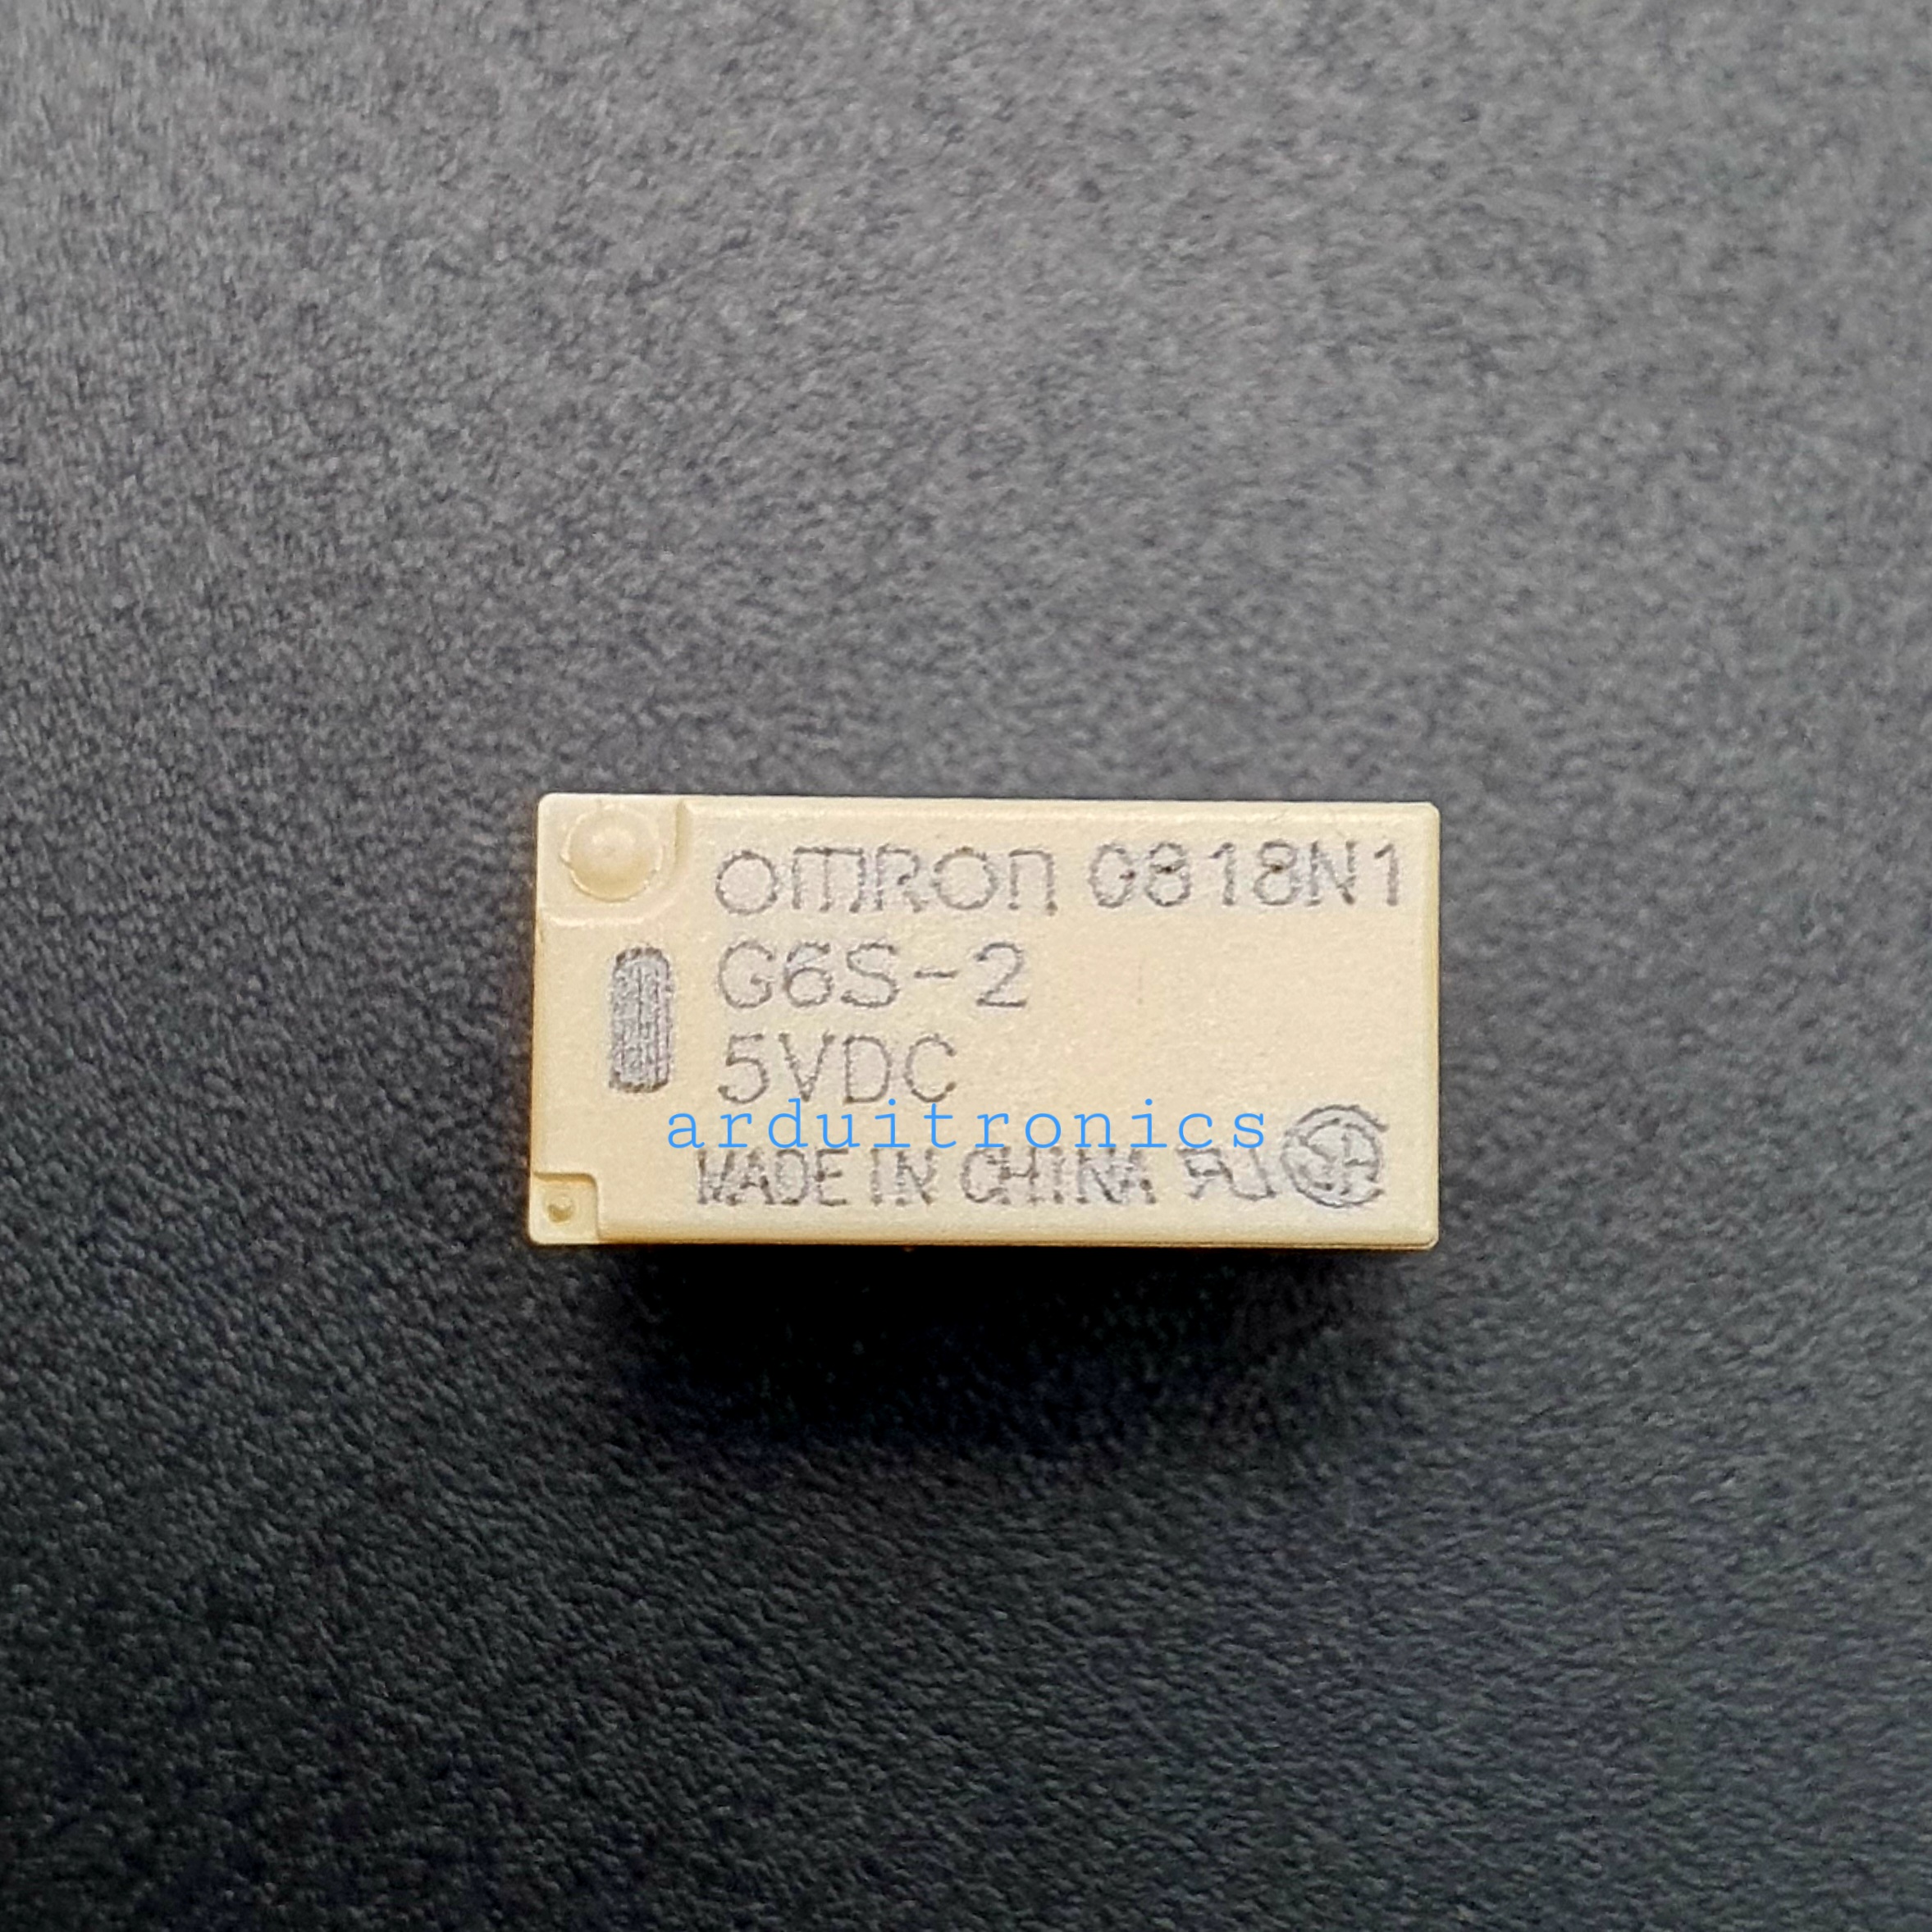 omron 0818N1
G6S-2
5VDC
arduitronics
MADE IN CHINA